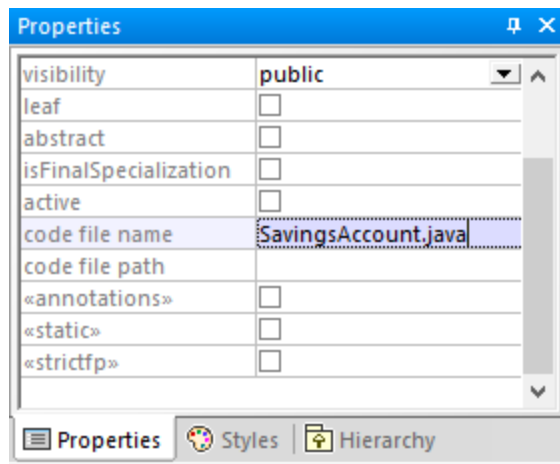 Properties
visibility public
leaf
abstract
isFinalSpecialization
active
code file name SavingsAccount.java
code file path
«annotations»
«static»
«strictfp»
Properties Styles Hierarchy